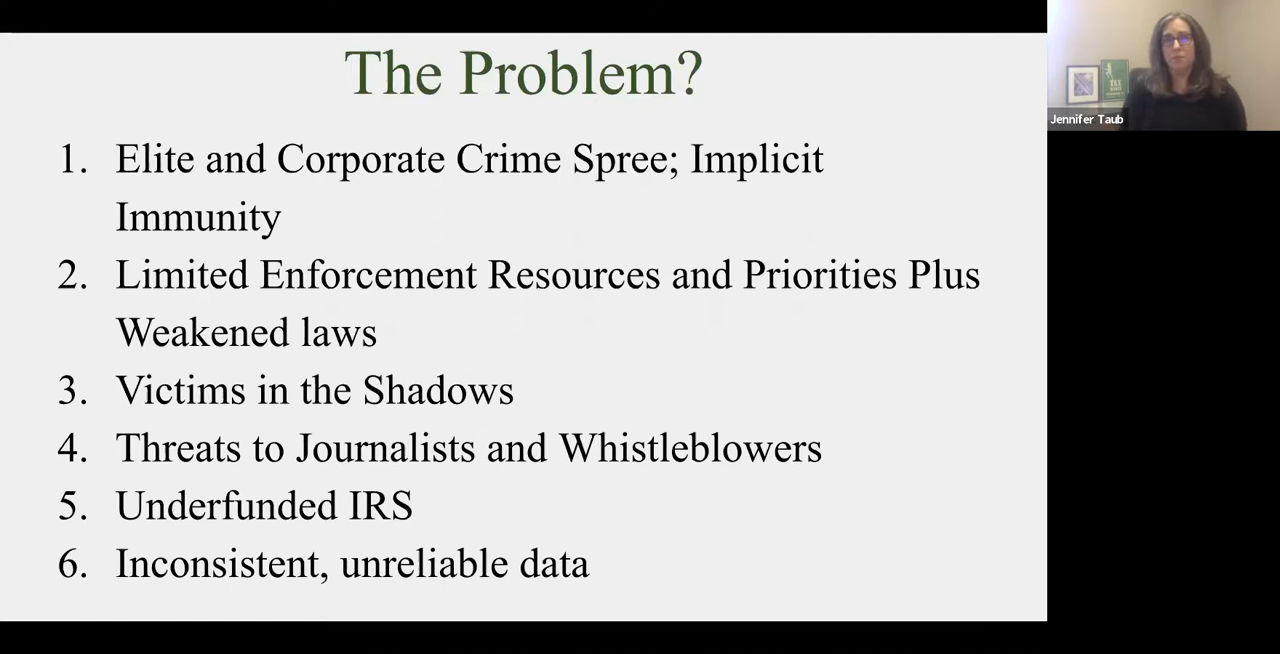 The Problem?
1. Elite and Corporate Crime Spree; Implicit
Immunity
2. Limited Enforcement Resources and Priorities Plus
Weakened laws
3. Victims in the Shadows
4. Threats to Journalists and Whistleblowers
5. Underfunded IRS
6. Inconsistent, unreliable data
Jennifer Taub